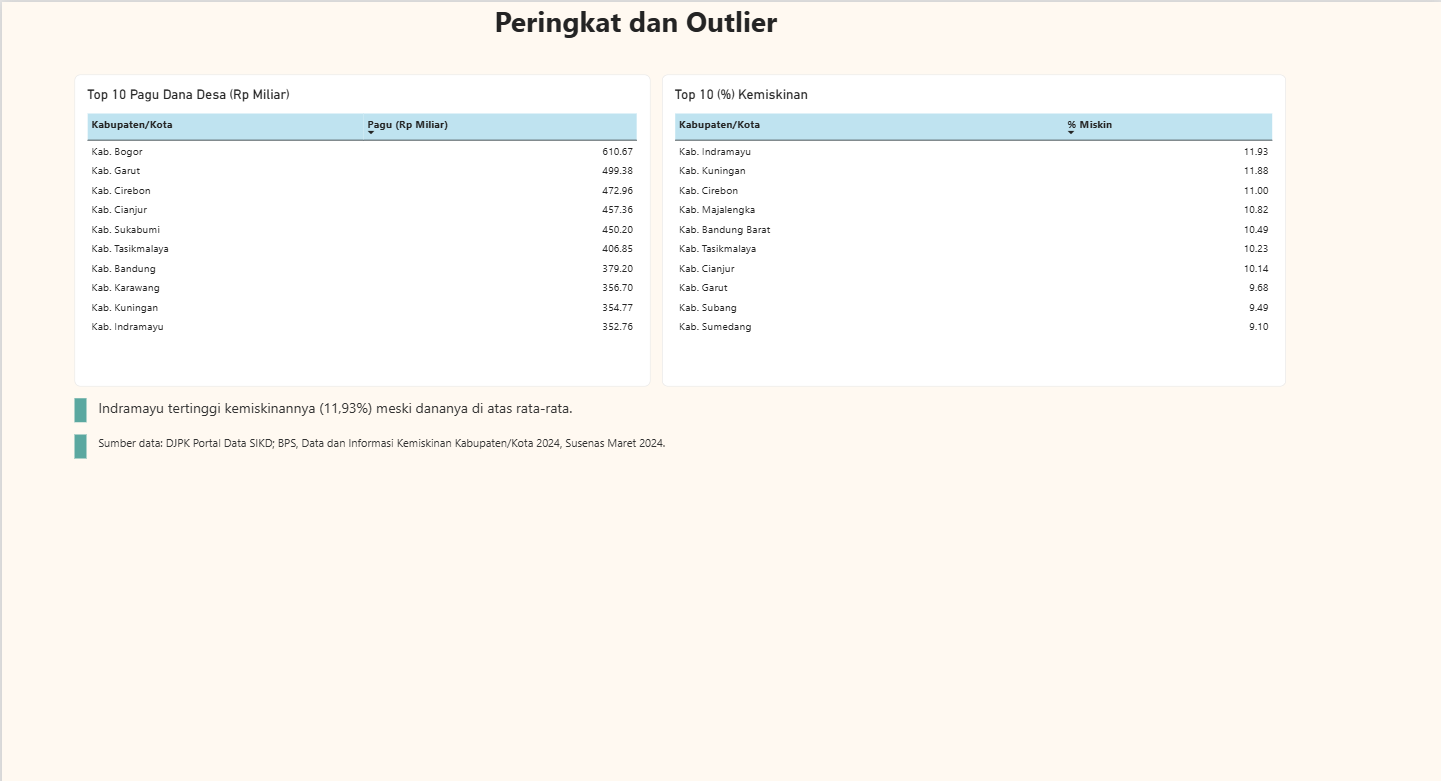 Peringkat dan Outlier
Top 10 Pagu Dana Desa (Rp Miliar)
Kabupaten/Kota Pagu (Rp Miliar)
Kab. Bogor 610.67
Kab. Garut 499.38
Kab. Cirebon 472.96
Kab. Cianjur 457.36
Kab. Sukabumi 450.20
Kab. Tasikmalaya 406.85
Kab. Bandung 379.20
Kab. Karawang 356.70
Kab. Kuningan 354.77
Kab. Indramayu 352.76
Top 10 (%) Kemiskinan
Kabupaten/Kota % Miskin
Kab. Indramayu 11.93
Kab. Kuningan 11.88
Kab. Cirebon 11.00
Kab. Majalengka 10.82
Kab. Bandung Barat 10.49
Kab. Tasikmalaya 10.23
Kab. Cianjur 10.14
Kab. Garut 9.68
Kab. Subang 9.49
Kab. Sumedang 9.10
Indramayu tertinggi kemiskinannya (11,93%) meski dananya di atas rata-rata.
Sumber data: DJPK Portal Data SIKD; BPS, Data dan Informasi Kemiskinan Kabupaten/Kota 2024, Susenas Maret 2024.